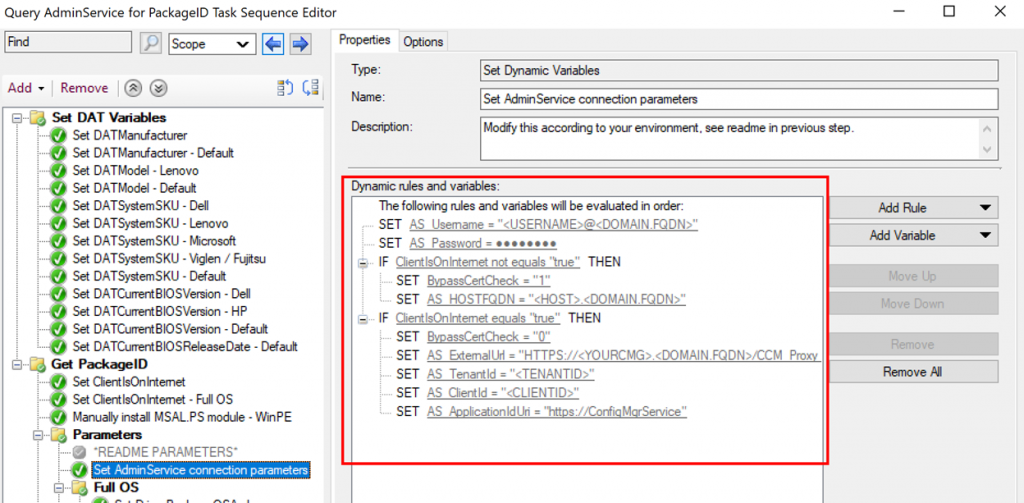 Query AdminService for PackageID Task Sequence Editor
Find
Scope
Add
Remove
Set DAT Variables
Set DATManufacturer
Set DATManufacturer - Default
Set DATModel - Lenovo
Set DATModel - Default
Set DATSystemSKU - Dell
Set DATSystemSKU - Lenovo
Set DATSystemSKU - Microsoft
Set DATSystemSKU - Viglen / Fujitsu
Set DATSystemSKU - Default
Set DATCurrentBIOSVersion - Dell
Set DATCurrentBIOSVersion - HP
Set DATCurrentBIOSVersion - Default
Set DATCurrentBIOSReleaseDate - Default
Get PackageID
Set ClientIsOnInternet
Set ClientIsOnInternet - Full OS
Manually install MSAL.PS module - WinPE
Parameters
*README PARAMETERS*
Set AdminService connection parameters
Full OS
Properties
Options
Type:
Set Dynamic Variables
Name:
Set AdminService connection parameters
Description:
Modify this according to your environment, see readme in previous step.
Dynamic rules and variables:
The following rules and variables will be evaluated in order:
SET AS_Username = "<USERNAME>@<DOMAIN.FQDN>"
SET AS_Password = ●●●●●●●●
IF ClientIsOnInternet not equals "true" THEN
SET BypassCertCheck = "1"
SET AS_HOSTFQDN = "<HOST>.<DOMAIN.FQDN>"
IF ClientIsOnInternet equals "true" THEN
SET BypassCertCheck = "0"
SET AS_ExternalUrl = "HTTPS://<YOURCMG>.<DOMAIN.FQDN>/CCM_Proxy_
SET AS_TenantId = "<TENANTID>"
SET AS_ClientId = "<CLIENTID>"
SET AS_ApplicationIdUri = "https://ConfigMgrService"
Add Rule
Add Variable
Move Up
Move Down
Remove
Remove All